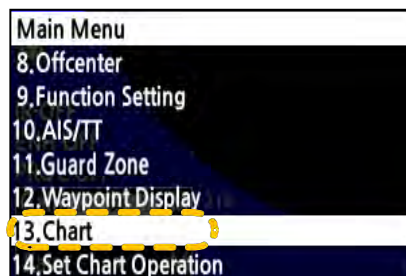 Main Menu
8.Offcenter
9.Function Setting
10.AIS/TT
11.Guard Zone
12.Waypoint Display
13.Chart
14.Set Chart Operation